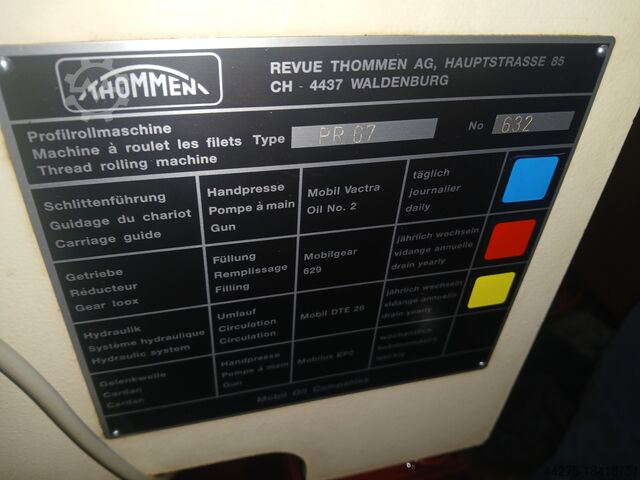 THOMMEN
REVUE THOMMEN AG, HAUPTSTRASSE 85
CH - 4437 WALDENBURG
Profilrollmaschine
Machine à roulet les filets Type PR G7 No 632
Thread rolling machine
Schlittenführung
Guidage du chariot
Carriage guide
Handpresse
Pompe à main
Gun
Mobil Vactra
Oil No. 2
täglich
journalier
daily
Getriebe
Réducteur
Gear loox
Füllung
Remplissage
Filling
Mobilgear
629
jährlich wechseln
vidange annuelle
drain yearly
Hydraulik
Système hydraulique
Hydraulic system
Umlauf
Circulation
Circulation
Mobil DTE 26
jährlich wechseln
vidange annuelle
drain yearly
Gelenkwelle
Cardan
Cardan
Handpresse
Pompe à main
Gun
Mobilux EP2
wöchentlich
hebdomadaire
weekly
Mobil Oil Companies